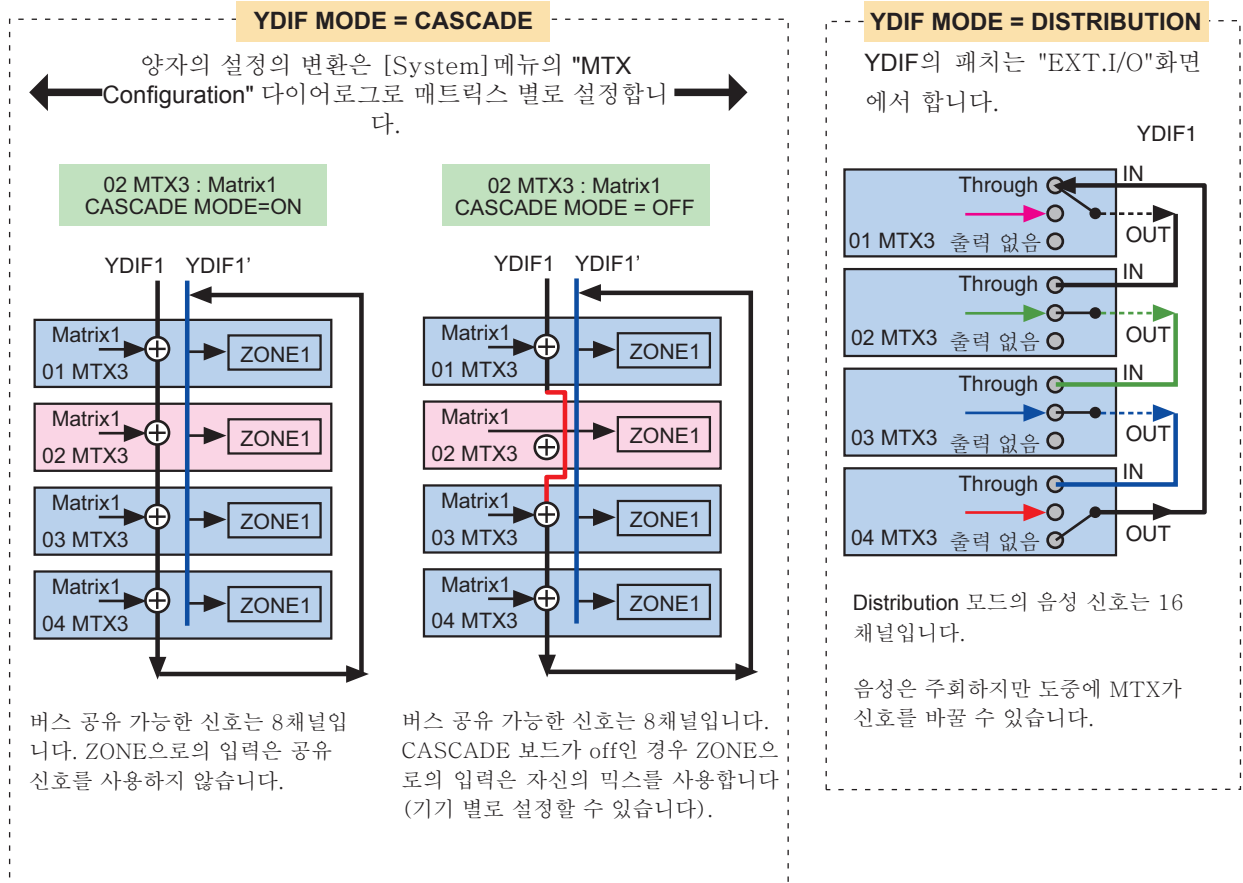 YDIF MODE = CASCADE
양자의 설정의 변환은 [System]메뉴의 "MTX
Configuration" 다이어로그로 매트릭스 별로 설정합니
다.
02 MTX3 : Matrix1
CASCADE MODE=ON
YDIF1 YDIF1’
Matrix1
ZONE1
01 MTX3
Matrix1
ZONE1
02 MTX3
Matrix1
ZONE1
03 MTX3
Matrix1
ZONE1
04 MTX3
버스 공유 가능한 신호는 8채널입
니다. ZONE으로의 입력은 공유
신호를 사용하지 않습니다.
02 MTX3 : Matrix1
CASCADE MODE = OFF
YDIF1 YDIF1’
Matrix1
ZONE1
01 MTX3
Matrix1
ZONE1
02 MTX3
Matrix1
ZONE1
03 MTX3
Matrix1
ZONE1
04 MTX3
버스 공유 가능한 신호는 8채널입니다.
CASCADE 보드가 off인 경우 ZONE으
로의 입력은 자신의 믹스를 사용합니다
(기기 별로 설정할 수 있습니다).
YDIF MODE = DISTRIBUTION
YDIF의 패치는 "EXT.I/O"화면
에서 합니다.
YDIF1
Through IN
OUT
01 MTX3 출력 없음
Through IN
OUT
02 MTX3 출력 없음
Through IN
OUT
03 MTX3 출력 없음
Through IN
OUT
04 MTX3 출력 없음
Distribution 모드의 음성 신호는 16
채널입니다.
음성은 주회하지만 도중에 MTX가
신호를 바꿀 수 있습니다.